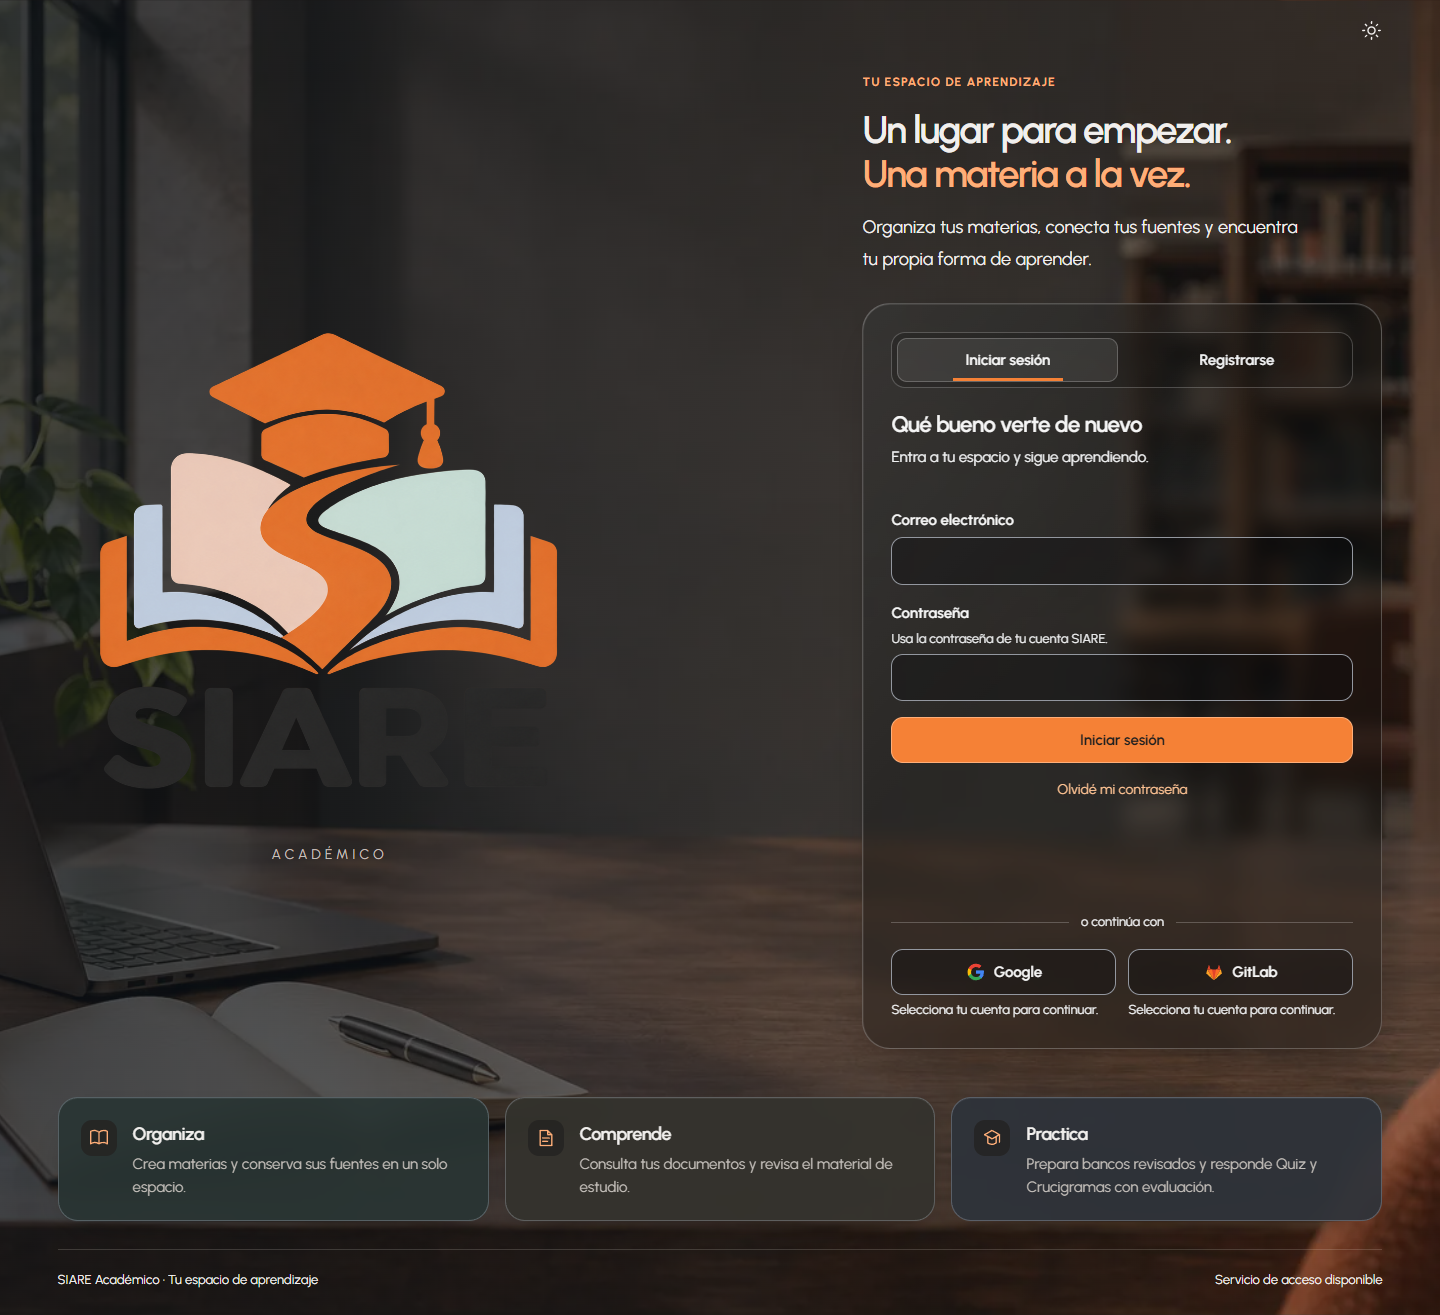 TU ESPACIO DE APRENDIZAJE
Un lugar para empezar.
Una materia a la vez.
Organiza tus materias, conecta tus fuentes y encuentra
tu propia forma de aprender.
SIARE
ACADÉMICO
Iniciar sesión
Registrarse
Qué bueno verte de nuevo
Entra a tu espacio y sigue aprendiendo.
Correo electrónico
Contraseña
Usa la contraseña de tu cuenta SIARE.
Iniciar sesión
Olvidé mi contraseña
o continúa con
Google
GitLab
Selecciona tu cuenta para continuar.
Selecciona tu cuenta para continuar.
Organiza
Crea materias y conserva sus fuentes en un solo
espacio.
Comprende
Consulta tus documentos y revisa el material de
estudio.
Practica
Prepara bancos revisados y responde Quiz y
Crucigramas con evaluación.
SIARE Académico · Tu espacio de aprendizaje
Servicio de acceso disponible